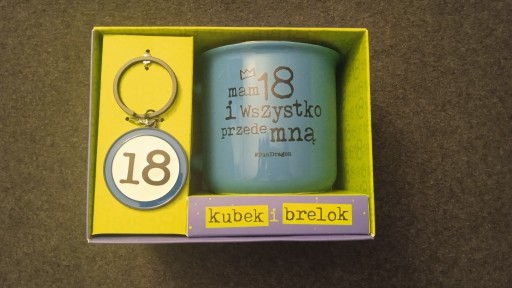 18
mam 18
i wszystko
przede mną
kubek i brelok